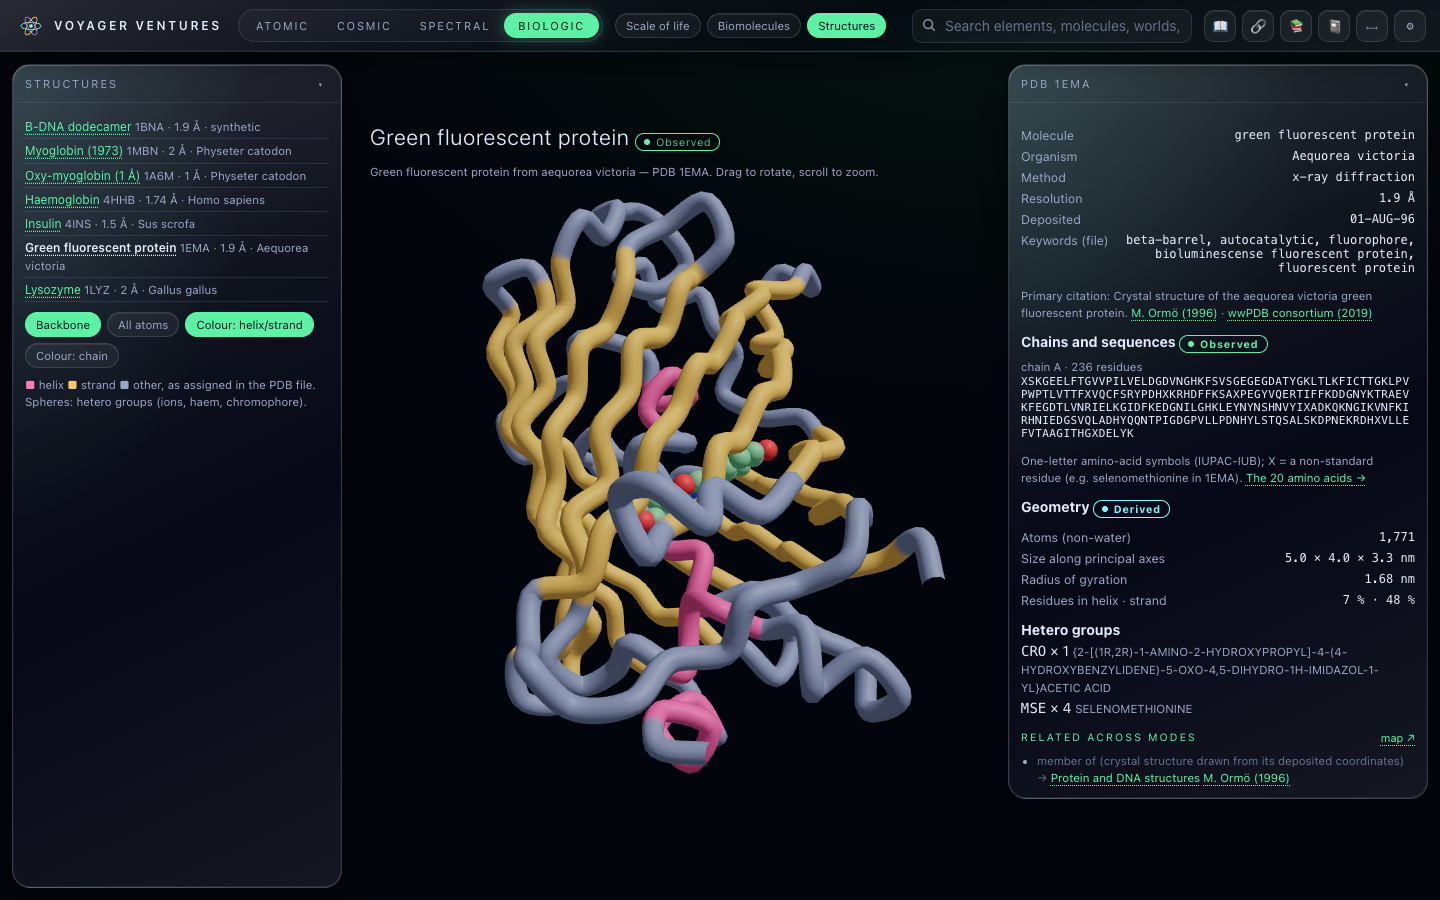 VOYAGER VENTURES
ATOMIC COSMIC SPECTRAL BIOLOGIC
Scale of life Biomolecules Structures
Search elements, molecules, worlds,
STRUCTURES
B-DNA dodecamer 1BNA · 1.9 Å · synthetic
Myoglobin (1973) 1MBN · 2 Å · Physeter catodon
Oxy-myoglobin (1 Å) 1A6M · 1 Å · Physeter catodon
Haemoglobin 4HHB · 1.74 Å · Homo sapiens
Insulin 4INS · 1.5 Å · Sus scrofa
Green fluorescent protein 1EMA · 1.9 Å · Aequorea
victoria
Lysozyme 1LYZ · 2 Å · Gallus gallus
Backbone All atoms Colour: helix/strand
Colour: chain
helix strand other, as assigned in the PDB file.
Spheres: hetero groups (ions, haem, chromophore).
Green fluorescent protein Observed
Green fluorescent protein from aequorea victoria — PDB 1EMA. Drag to rotate, scroll to zoom.
PDB 1EMA
Molecule green fluorescent protein
Organism Aequorea victoria
Method x-ray diffraction
Resolution 1.9 Å
Deposited 01-AUG-96
Keywords (file) beta-barrel, autocatalytic, fluorophore,
bioluminescense fluorescent protein,
fluorescent protein
Primary citation: Crystal structure of the aequorea victoria green
fluorescent protein. M. Ormö (1996) · wwPDB consortium (2019)
Chains and sequences Observed
chain A · 236 residues
XSKGEELFTGVVPILVELDGDVNGHKFSVSGEGEGDATYGKLTLKFICTTGKLPV
PWPTLVTTFXVQCFSRYPDHXKRHDFFKSAXPEGYVQERTIFFKDDGNYKTRAEV
KFEGDTLVNRIELKGIDFKEDGNILGHKLEYNYNSHNVYIXADKQKNGIKVNFKI
RHNIEDGSVQLADHYQQNTPIGDGPVLLPDNHYLSTQSALSKDPNEKRDHXVLLE
FVTAAGITHGXDELYK
One-letter amino-acid symbols (IUPAC-IUB); X = a non-standard
residue (e.g. selenomethionine in 1EMA). The 20 amino acids →
Geometry Derived
Atoms (non-water) 1,771
Size along principal axes 5.0 × 4.0 × 3.3 nm
Radius of gyration 1.68 nm
Residues in helix · strand 7 % · 48 %
Hetero groups
CRO × 1 {2-[(1R,2R)-1-AMINO-2-HYDROXYPROPYL]-4-(4-
HYDROXYBENZYLIDENE)-5-OXO-4,5-DIHYDRO-1H-IMIDAZOL-1-
YL}ACETIC ACID
MSE × 4 SELENOMETHIONINE
RELATED ACROSS MODES map ↗
member of (crystal structure drawn from its deposited coordinates)
→ Protein and DNA structures M. Ormö (1996)